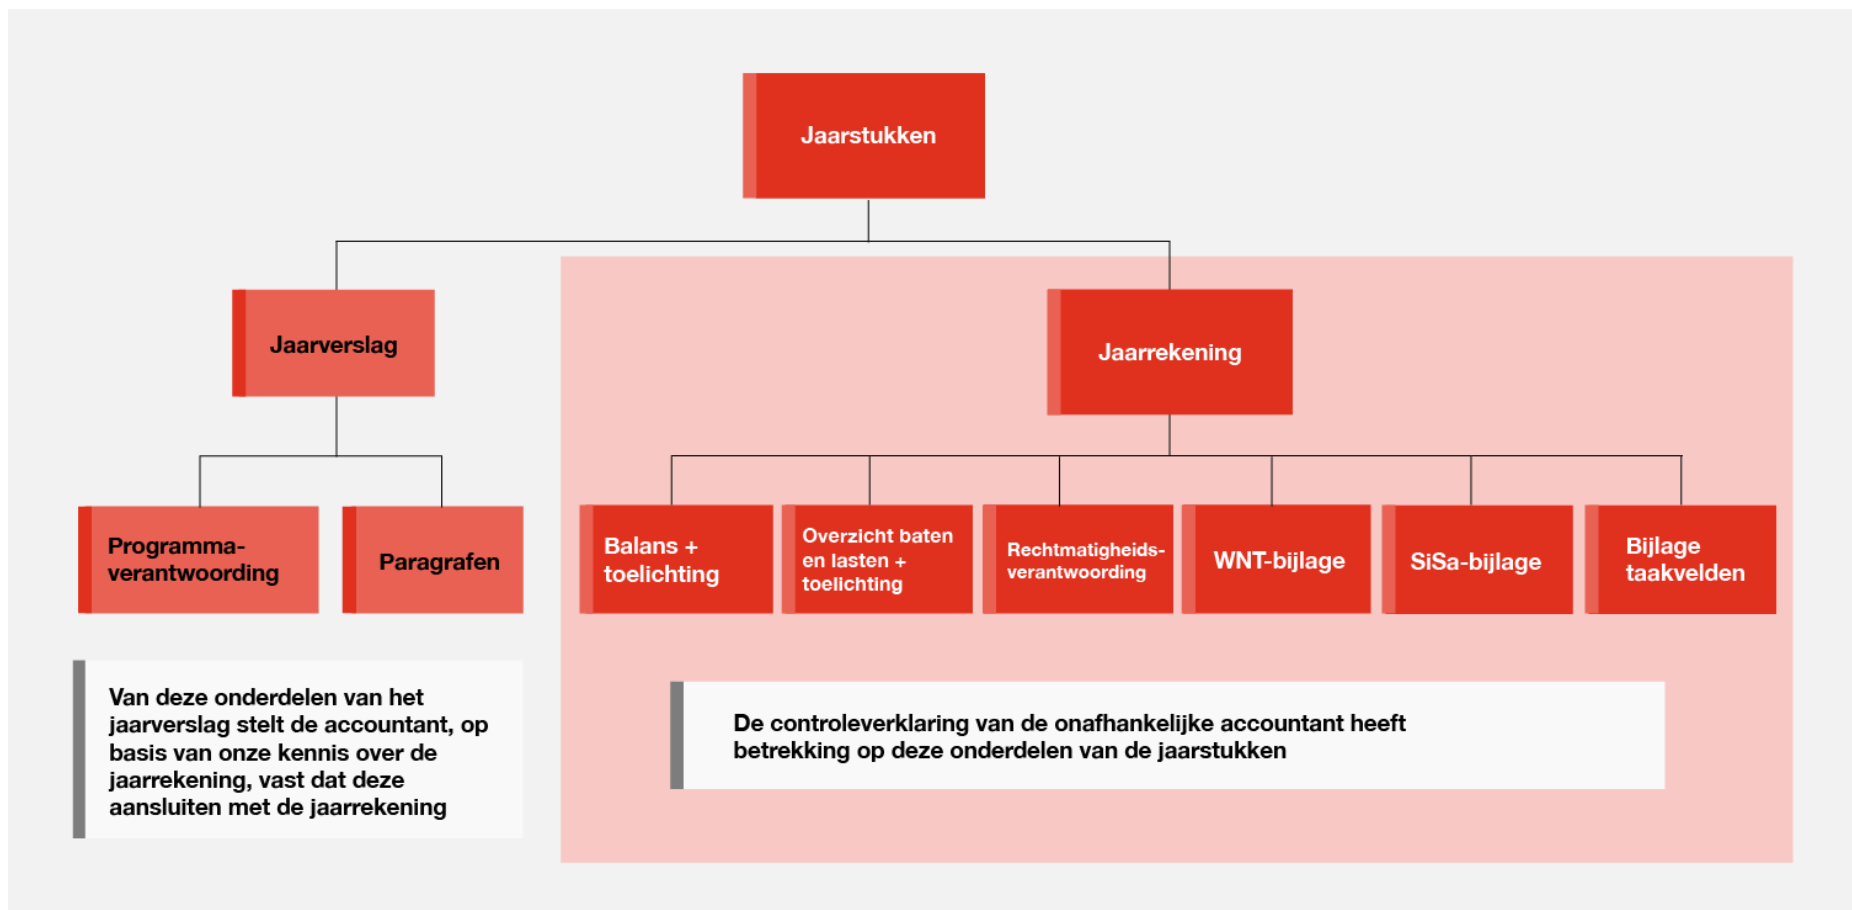 Jaarstukken
Jaarverslag
Jaarrekening
Programma-
verantwoording
Paragrafen
Balans +
toelichting
Overzicht baten
en lasten +
toelichting
Rechtmatigheids-
verantwoording
WNT-bijlage
SiSa-bijlage
Bijlage
taakvelden
Van deze onderdelen van het
jaarverslag stelt de accountant, op
basis van onze kennis over de
jaarrekening, vast dat deze
aansluiten met de jaarrekening
De controleverklaring van de onafhankelijke accountant heeft
betrekking op deze onderdelen van de jaarstukken